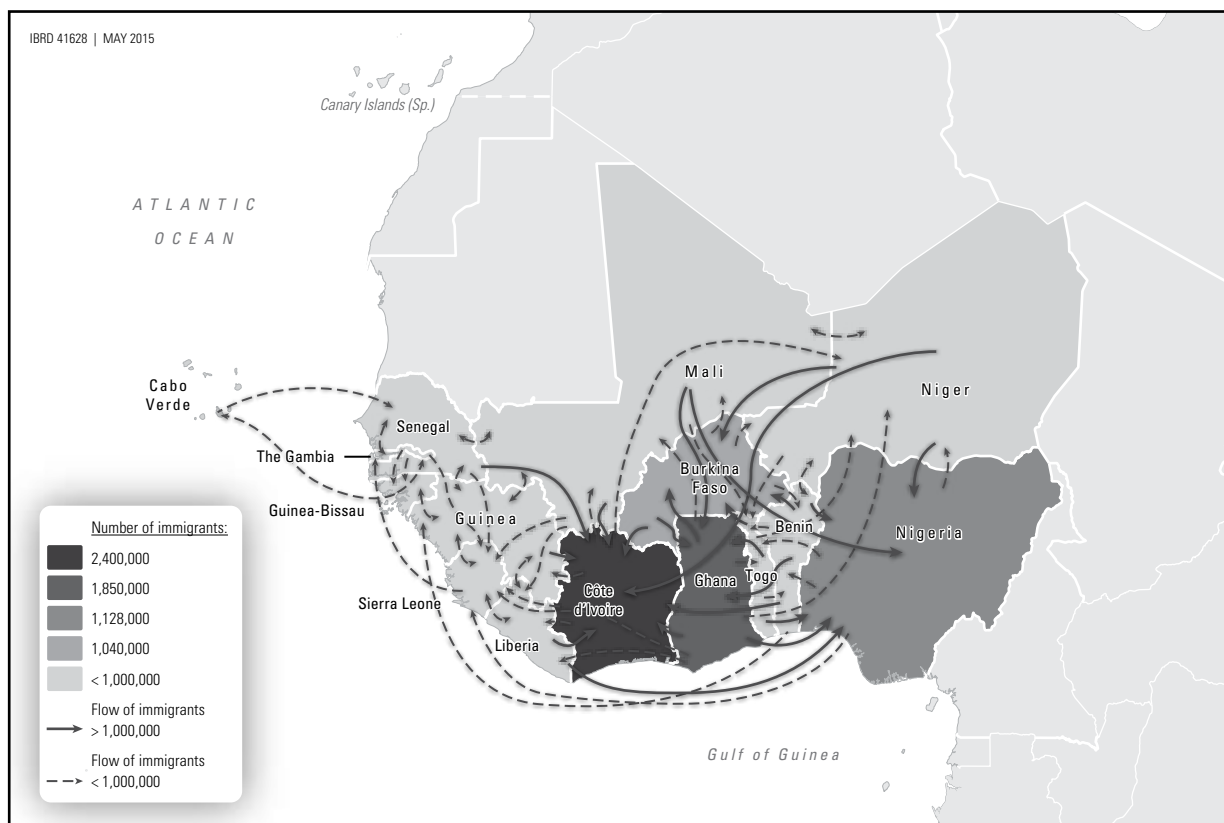 IBRD 41628 | MAY 2015
Canary Islands (Sp.)
ATLANTIC
OCEAN
Cabo
Verde
Senegal
The Gambia
Guinea-Bissau
Guinea
Sierra Leone
Liberia
Mali
Burkina
Faso
Niger
Benin
Nigeria
Togo
Ghana
Côte
d'Ivoire
Gulf of Guinea
Number of immigrants:
2,400,000
1,850,000
1,128,000
1,040,000
< 1,000,000
Flow of immigrants
> 1,000,000
Flow of immigrants
< 1,000,000